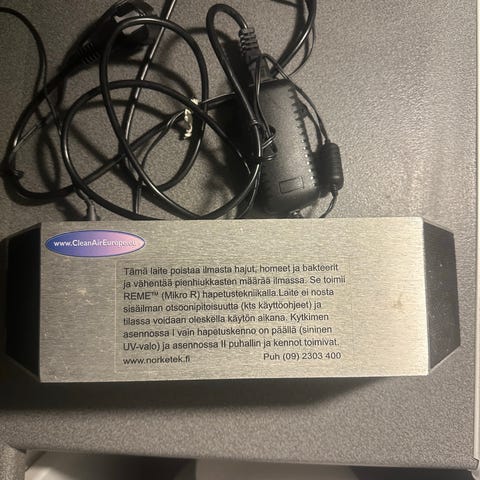 www.CleanAirEurope.eu
Tämä laite poistaa ilmasta hajut, homeet ja bakteerit
ja vähentää pienhiukkasten määrää ilmassa. Se toimii
REME™ (Mikro R) hapetustekniikalla.Laite ei nosta
sisäilman otsoonipitoisuutta (kts käyttöohjeet) ja
tilassa voidaan oleskella käytön aikana. Kytkimen
asennossa I vain hapetuskenno on päällä (sininen
UV-valo) ja asennossa II puhallin ja kennot toimivat.
www.norketek.fi Puh (09) 2303 400